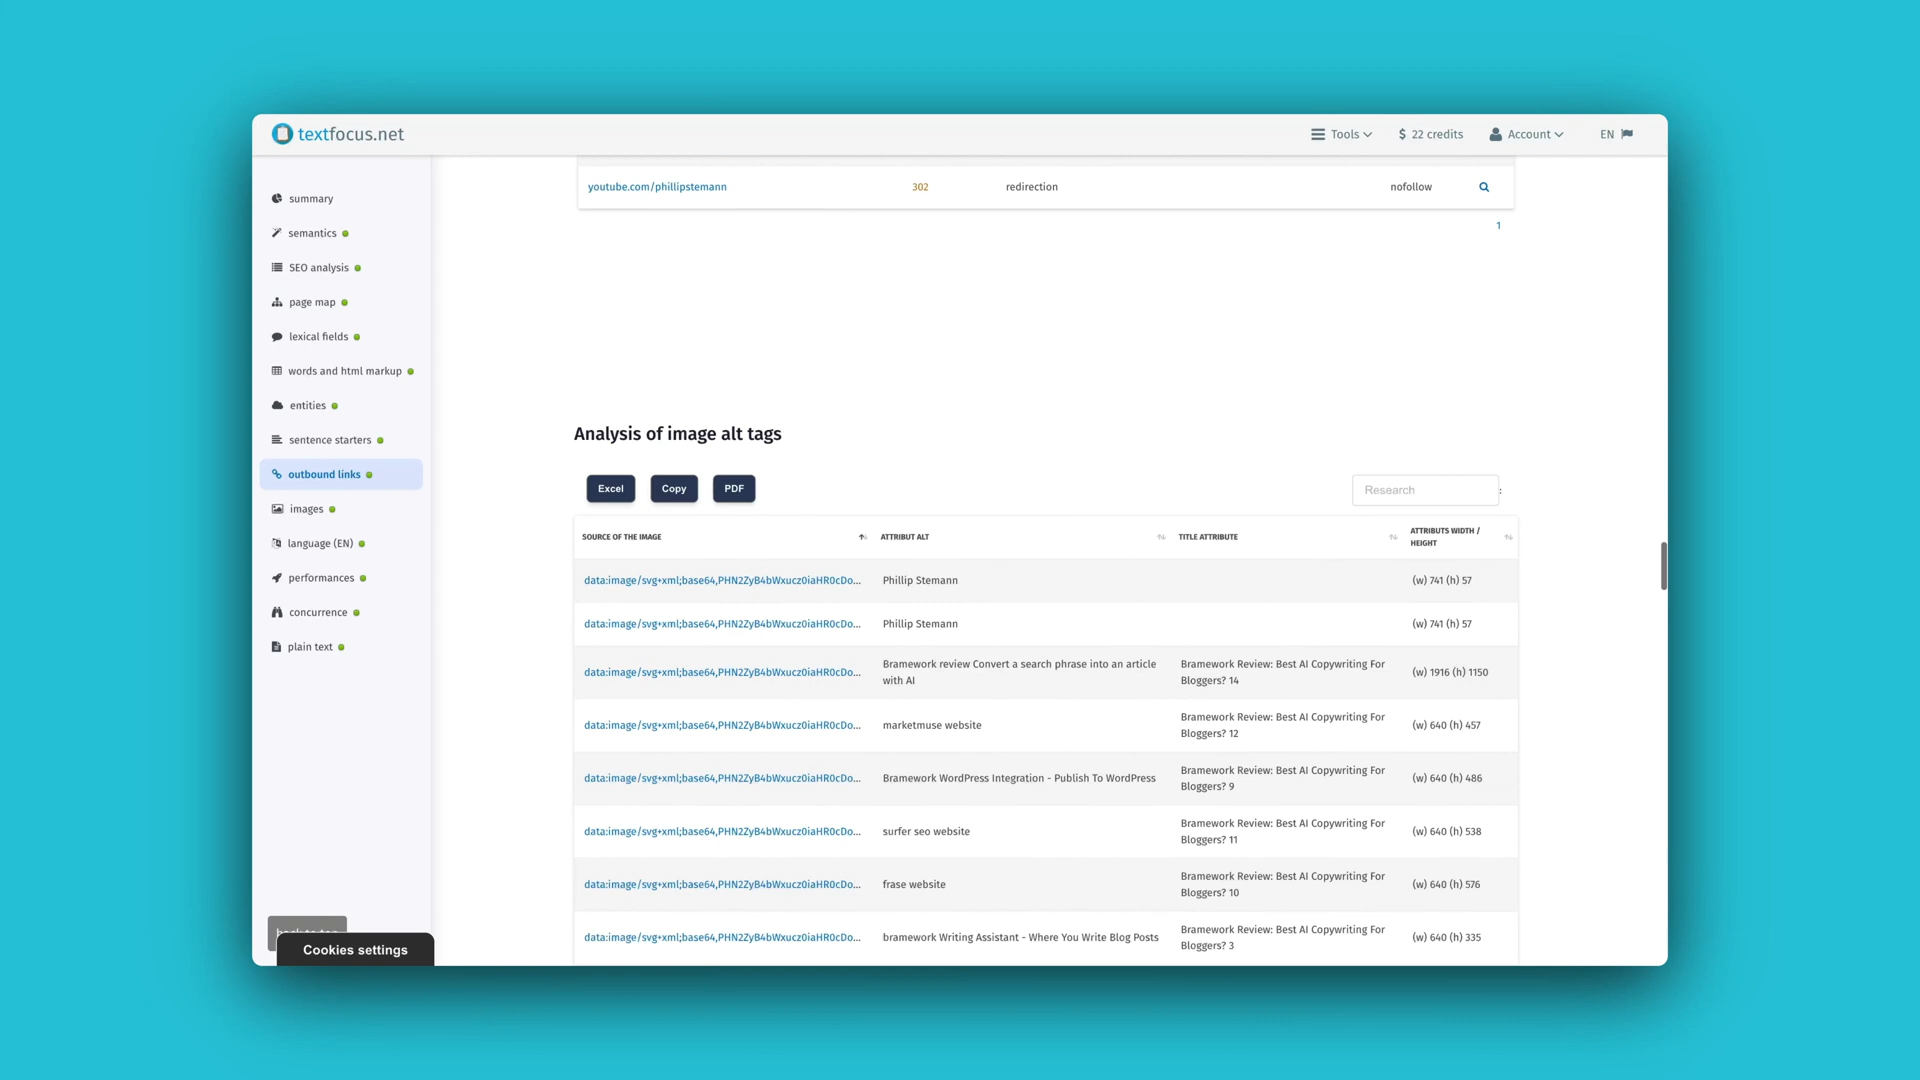 textfocus.net
Tools
$ 22 credits
Account
EN
summary
semantics
SEO analysis
page map
lexical fields
words and html markup
entities
sentence starters
outbound links
images
language (EN)
performances
concurrence
plain text
Cookies settings
youtube.com/phillipstemann 302 redirection nofollow
1
Analysis of image alt tags
Excel Copy PDF
Research :
SOURCE OF THE IMAGE ATTRIBUT ALT TITLE ATTRIBUTE ATTRIBUTS WIDTH /
HEIGHT
data:image/svg+xml;base64,PHN2ZyB4bWxucz0iaHR0cDo... Phillip Stemann (w) 741 (h) 57
data:image/svg+xml;base64,PHN2ZyB4bWxucz0iaHR0cDo... Phillip Stemann (w) 741 (h) 57
data:image/svg+xml;base64,PHN2ZyB4bWxucz0iaHR0cDo... Bramework review Convert a search phrase into an article Bramework Review: Best AI Copywriting For (w) 1916 (h) 1150
with AI Bloggers? 14
data:image/svg+xml;base64,PHN2ZyB4bWxucz0iaHR0cDo... marketmuse website Bramework Review: Best AI Copywriting For (w) 640 (h) 457
Bloggers? 12
data:image/svg+xml;base64,PHN2ZyB4bWxucz0iaHR0cDo... Bramework WordPress Integration - Publish To WordPress Bramework Review: Best AI Copywriting For (w) 640 (h) 486
Bloggers? 9
data:image/svg+xml;base64,PHN2ZyB4bWxucz0iaHR0cDo... surfer seo website Bramework Review: Best AI Copywriting For (w) 640 (h) 538
Bloggers? 11
data:image/svg+xml;base64,PHN2ZyB4bWxucz0iaHR0cDo... frase website Bramework Review: Best AI Copywriting For (w) 640 (h) 576
Bloggers? 10
data:image/svg+xml;base64,PHN2ZyB4bWxucz0iaHR0cDo... bramework Writing Assistant - Where You Write Blog Posts Bramework Review: Best AI Copywriting For (w) 640 (h) 335
Bloggers? 3